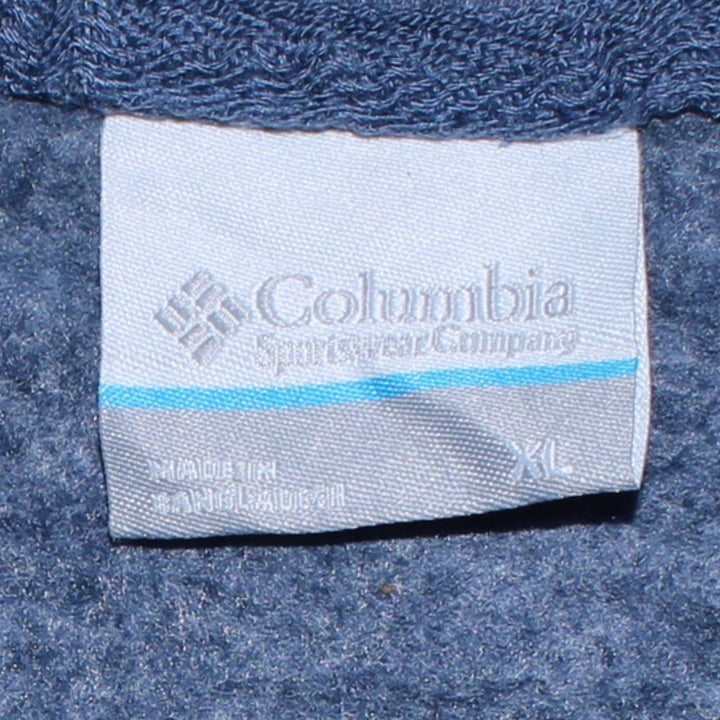 Columbia
Sportswear Company
XL
MADE IN
BANGLADESH